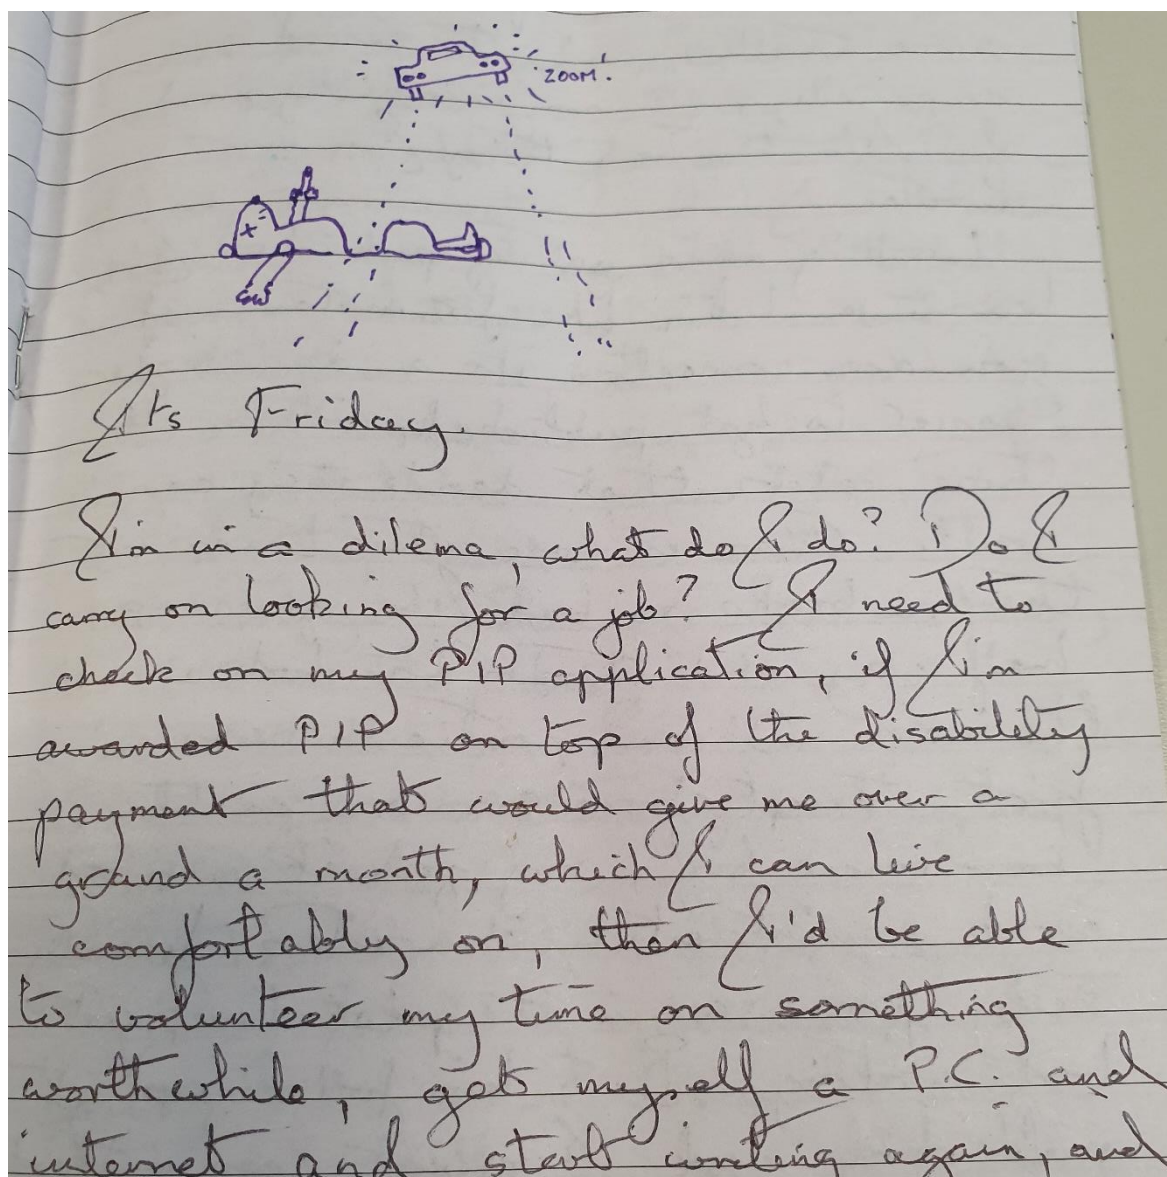 ZOOM!
Its Friday.
I'm in a dilema, what do I do? Do I
carry on looking for a job? I need to
check on my PIP application, if I'm
awarded PIP on top of the disability
payment that would give me over a
grand a month, which I can live
comfortably on, then I'd be able
to volunteer my time on something
worthwhile, get myself a P.C. and
internet and start writing again, and